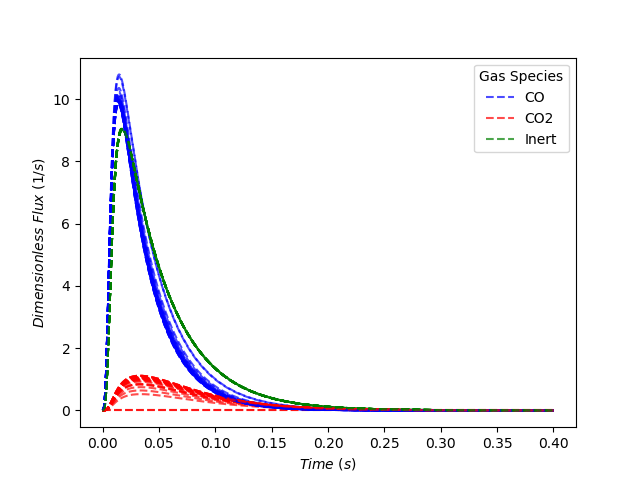 Gas Species
CO
CO2
Inert
Dimensionless Flux (1/s)
10
8
6
4
2
0
0.00 0.05 0.10 0.15 0.20 0.25 0.30 0.35 0.40
Time (s)